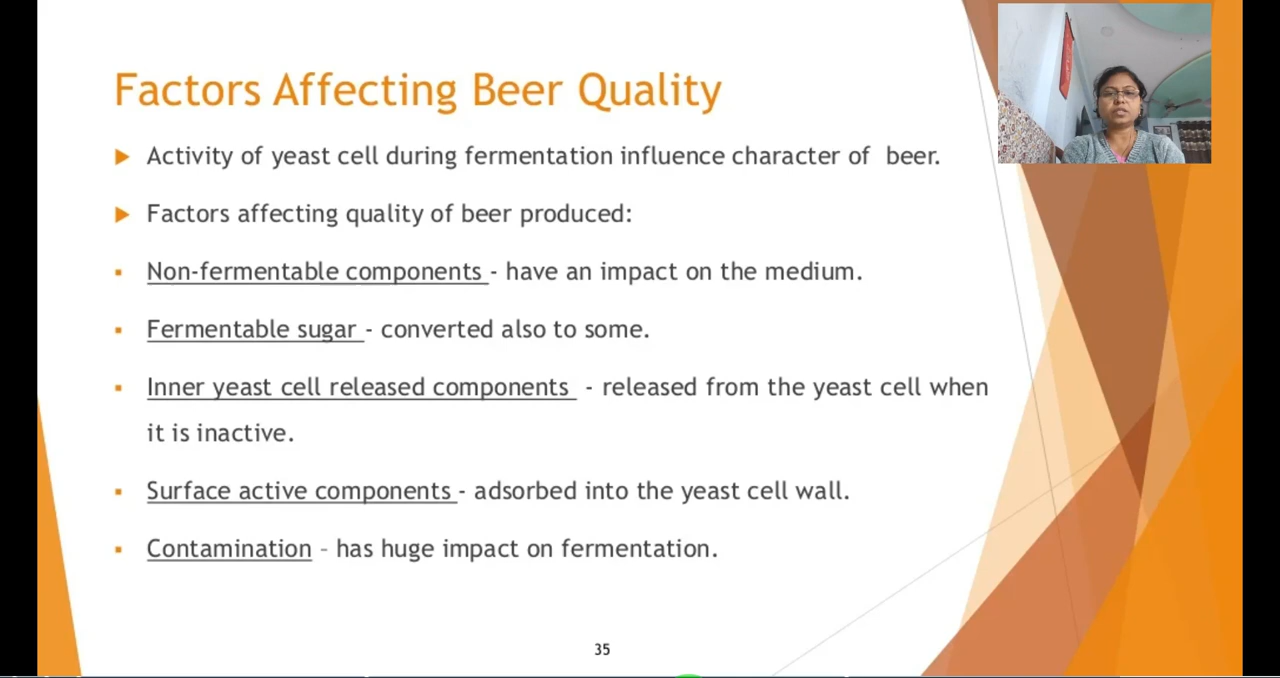 Factors Affecting Beer Quality
Activity of yeast cell during fermentation influence character of beer.
Factors affecting quality of beer produced:
Non-fermentable components - have an impact on the medium.
Fermentable sugar - converted also to some.
Inner yeast cell released components - released from the yeast cell when
it is inactive.
Surface active components - adsorbed into the yeast cell wall.
Contamination – has huge impact on fermentation.
35